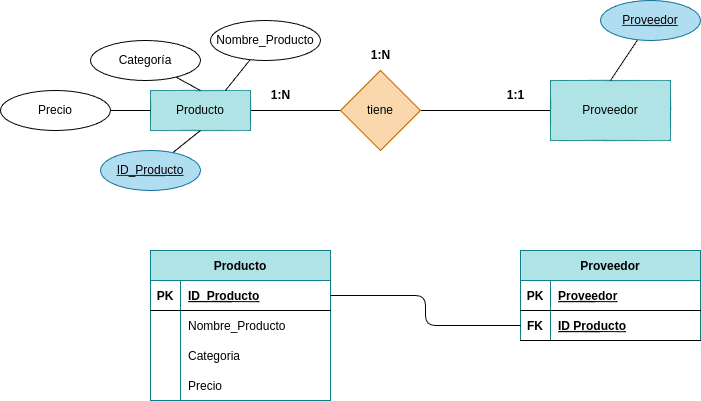 Proveedor
Nombre_Producto
Categoría
1:N
Precio
Producto
1:N
tiene
1:1
Proveedor
ID_Producto
Producto
PK ID_Producto
Nombre_Producto
Categoria
Precio
Proveedor
PK Proveedor
FK ID Producto